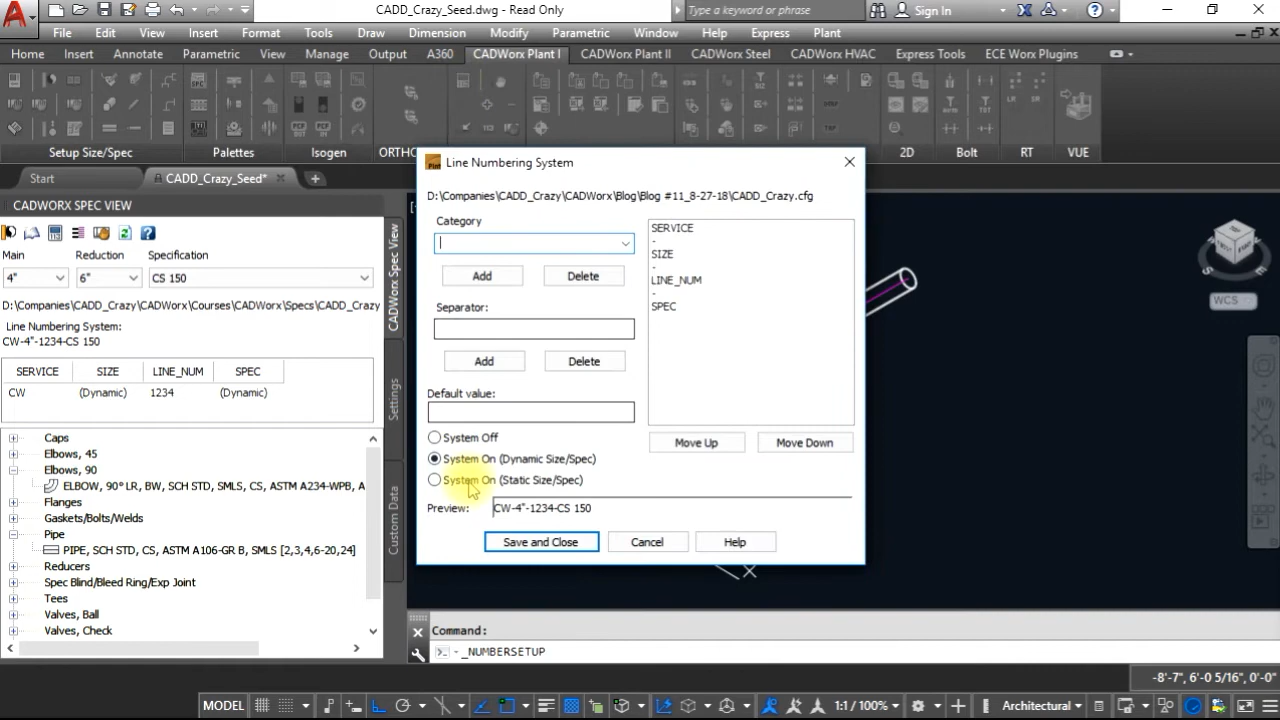 CADD_Crazy_Seed.dwg - Read Only
Type a keyword or phrase
Sign In
File Edit View Insert Format Tools Draw Dimension Modify Parametric Window Help Express Plant
Home Insert Annotate Parametric View Manage Output A360 CADWorx Plant I CADWorx Plant II CADWorx Steel CADWorx HVAC Express Tools ECE Worx Plugins
Setup Size/Spec Palettes Isogen ORTHO 2D Bolt RT VUE
Start CADD_Crazy_Seed*
CADWORX SPEC VIEW
Main Reduction Specification
4" 6" CS 150
D:\Companies\CADD_Crazy\CADWorx\Courses\CADWorx\Specs\CADD_Crazy
Line Numbering System:
CW-4"-1234-CS 150
SERVICE SIZE LINE_NUM SPEC
CW (Dynamic) 1234 (Dynamic)
Caps
Elbows, 45
Elbows, 90
ELBOW, 90° LR, BW, SCH STD, SMLS, CS, ASTM A234-WPB, A
Flanges
Gaskets/Bolts/Welds
Pipe
PIPE, SCH STD, CS, ASTM A106-GR B, SMLS [2,3,4,6-20,24]
Reducers
Spec Blind/Bleed Ring/Exp Joint
Tees
Valves, Ball
Valves, Check
CADWorx Spec View
Settings
Custom Data
Line Numbering System
D:\Companies\CADD_Crazy\CADWorx\Blog\Blog #11_8-27-18\CADD_Crazy.cfg
Category
Add Delete
Separator:
Add Delete
Default value:
System Off
System On (Dynamic Size/Spec)
System On (Static Size/Spec)
Preview: CW-4"-1234-CS 150
Save and Close Cancel Help
SERVICE
-
SIZE
-
LINE_NUM
-
SPEC
Move Up Move Down
WCS
Command:
- _NUMBERSETUP
-8'-7", 6'-0 5/16", 0'-0"
MODEL 1:1 / 100% Architectural